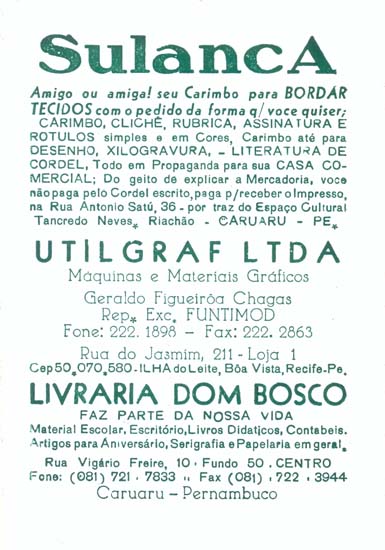 SulancA
Amigo ou amiga! seu Carimbo para BORDAR
TECIDOS com o pedido da forma q/ voce quiser;
CARIMBO, CLICHÊ, RUBRICA, ASSINATURA E
ROTULOS simples e em Cores, Carimbo até para
DESENHO, XILOGRAVURA, - LITERATURA DE
CORDEL, Todo em Propaganda para sua CASA CO-
MERCIAL; Do geito de explicar a Mercadoria, voce
não paga pelo Cordel escrito, paga p/receber o Impresso,
na Rua Antonio Satú, 36 - por traz do Espaço Cultural
Tancredo Neves* Riachão - CARUARU - PE*
UTILGRAF LTDA
Máquinas e Materiais Gráficos
Geraldo Figueirôa Chagas
Rep* Exc. FUNTIMOD
Fone: 222. 1898 - Fax: 222. 2863
Rua do Jasmim, 211 - Loja 1
Cep 50.070,580-ILHA do Leite, Bôa Vista, Recife-Pe.
LIVRARIA DOM BOSCO
FAZ PARTE DA NOSSA VIDA
Material Escolar. Escritório, Livros Didatiços, Contabeis.
Artigos para Aniversário, Serigrafia e Papelaria em geral.
Rua Vigário Freire, 10 · Fundo 50 . CENTRO
Fone: (081) 721 · 7833 .. Fax (081) . 722 . 3944
Caruaru - Pernambuco